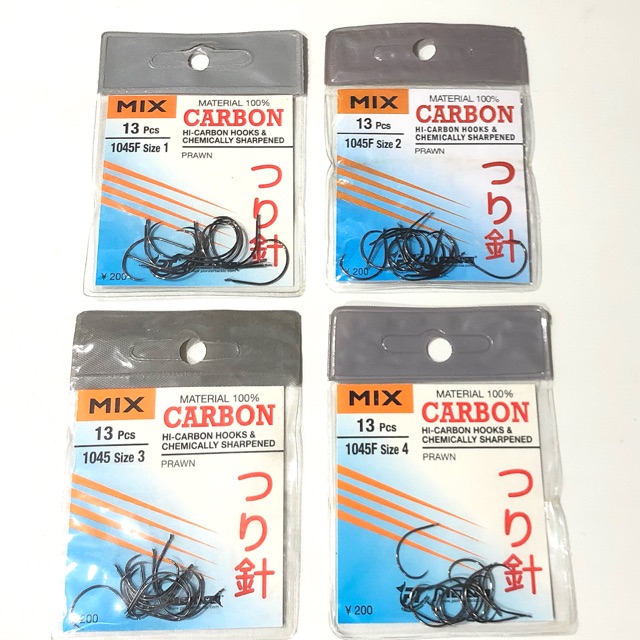 MIX
13 Pcs
1045F Size 1
MATERIAL 100%
CARBON
HI-CARBON HOOKS &
CHEMICALLY SHARPENED
PRAWN
つり針
¥ 200
MIX
13 Pcs
1045F Size 2
MATERIAL 100%
CARBON
HI-CARBON HOOKS &
CHEMICALLY SHARPENED
PRAWN
つり針
¥ 200
MIX
13 Pcs
1045 Size 3
MATERIAL 100%
CARBON
HI-CARBON HOOKS &
CHEMICALLY SHARPENED
PRAWN
つり針
200
MIX
13 Pcs
1045F Size 4
MATERIAL 100%
CARBON
HI-CARBON HOOKS &
CHEMICALLY SHARPENED
PRAWN
つり針
¥ 200